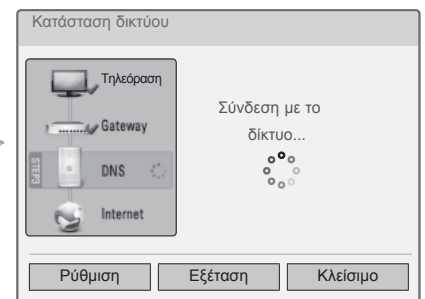 Κατάσταση δικτύου
Τηλεόραση
Gateway
STEP3
DNS
Internet
Σύνδεση με το
δίκτυο...
Ρύθμιση
Εξέταση
Κλείσιμο